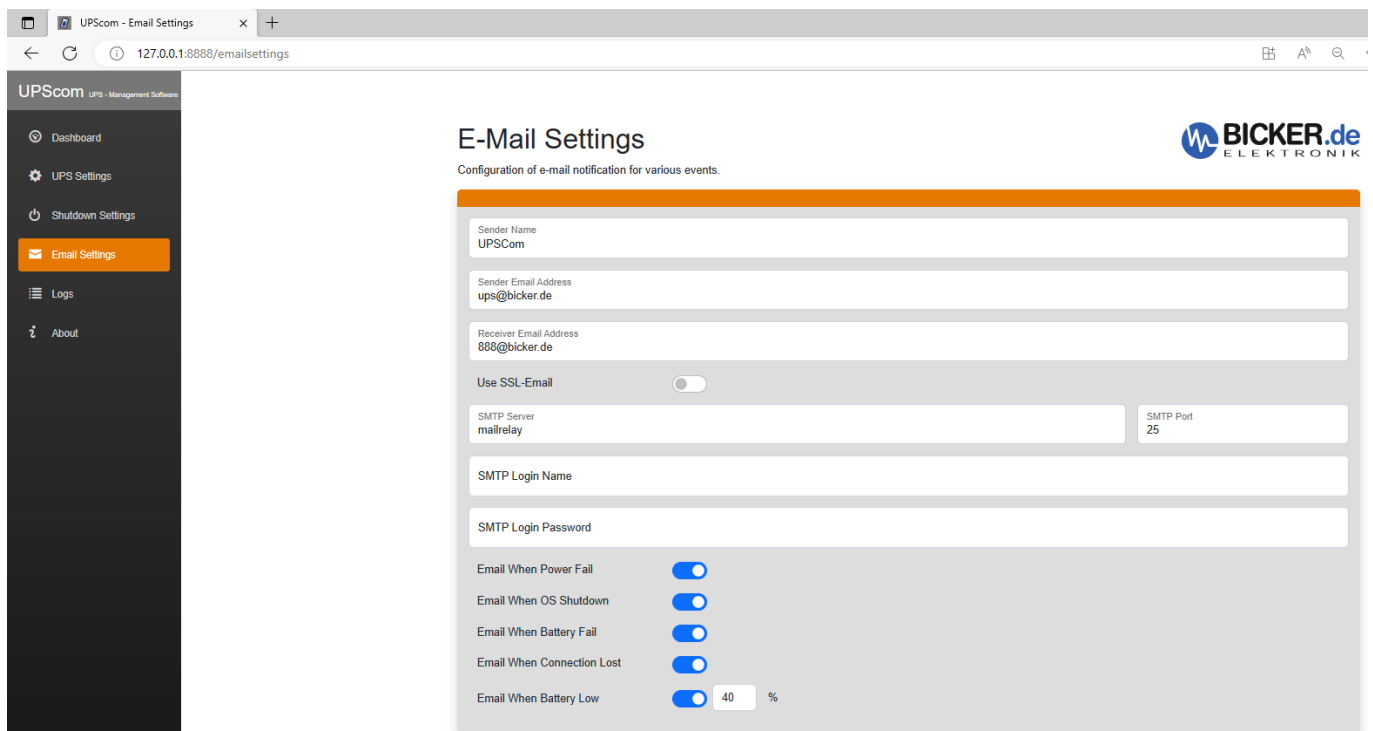 UPScom - Email Settings
127.0.0.1:8888/emailsettings
UPScom UPS - Management Software
Dashboard
UPS Settings
Shutdown Settings
Email Settings
Logs
About
E-Mail Settings
BICKER.de
ELEKTRONIK
Configuration of e-mail notification for various events.
Sender Name
UPSCom
Sender Email Address
ups@bicker.de
Receiver Email Address
888@bicker.de
Use SSL-Email
SMTP Server
mailrelay
SMTP Port
25
SMTP Login Name
SMTP Login Password
Email When Power Fail
Email When OS Shutdown
Email When Battery Fail
Email When Connection Lost
Email When Battery Low 40 %